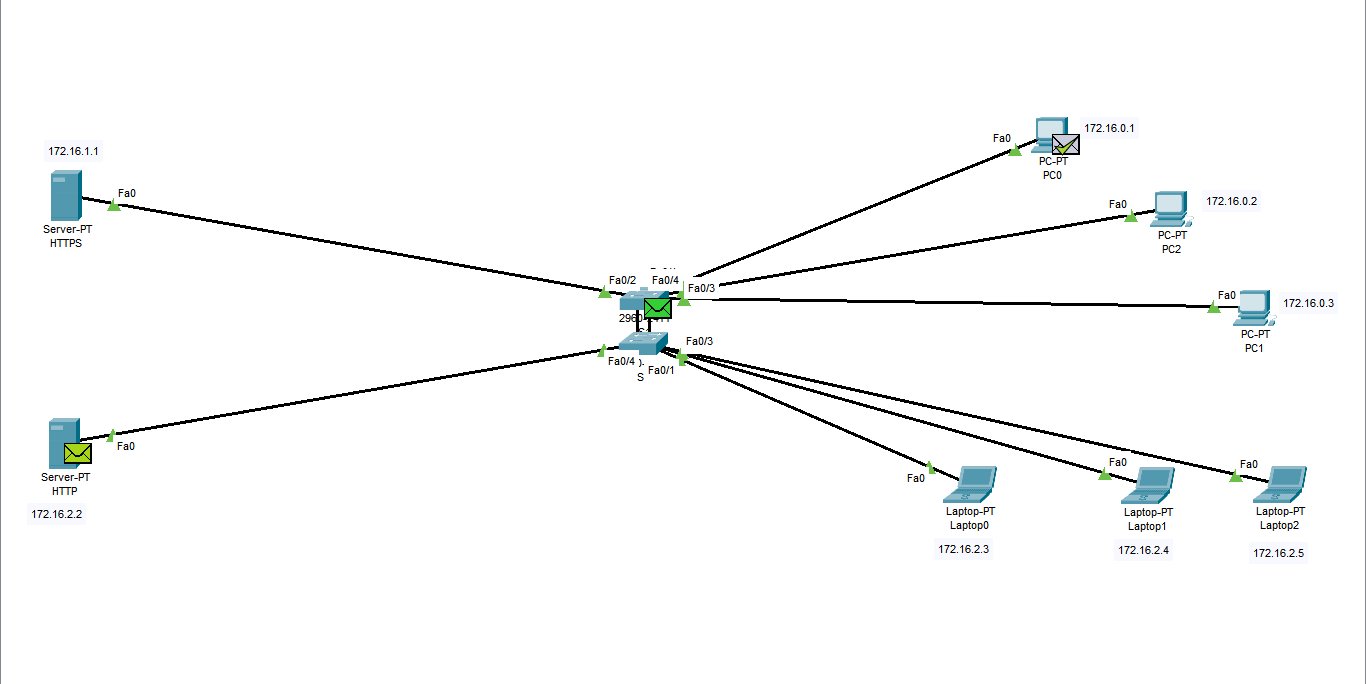 172.16.1.1
Fa0
Server-PT
HTTPS
Fa0
172.16.0.1
PC-PT
PC0
Fa0
172.16.0.2
PC-PT
PC2
Fa0/2
Fa0/4
Fa0/3
Fa0
172.16.0.3
PC-PT
PC1
Fa0/3
Fa0/4
Fa0/1
S
Fa0
Server-PT
HTTP
172.16.2.2
Fa0
Laptop-PT
Laptop0
172.16.2.3
Fa0
Laptop-PT
Laptop1
172.16.2.4
Fa0
Laptop-PT
Laptop2
172.16.2.5